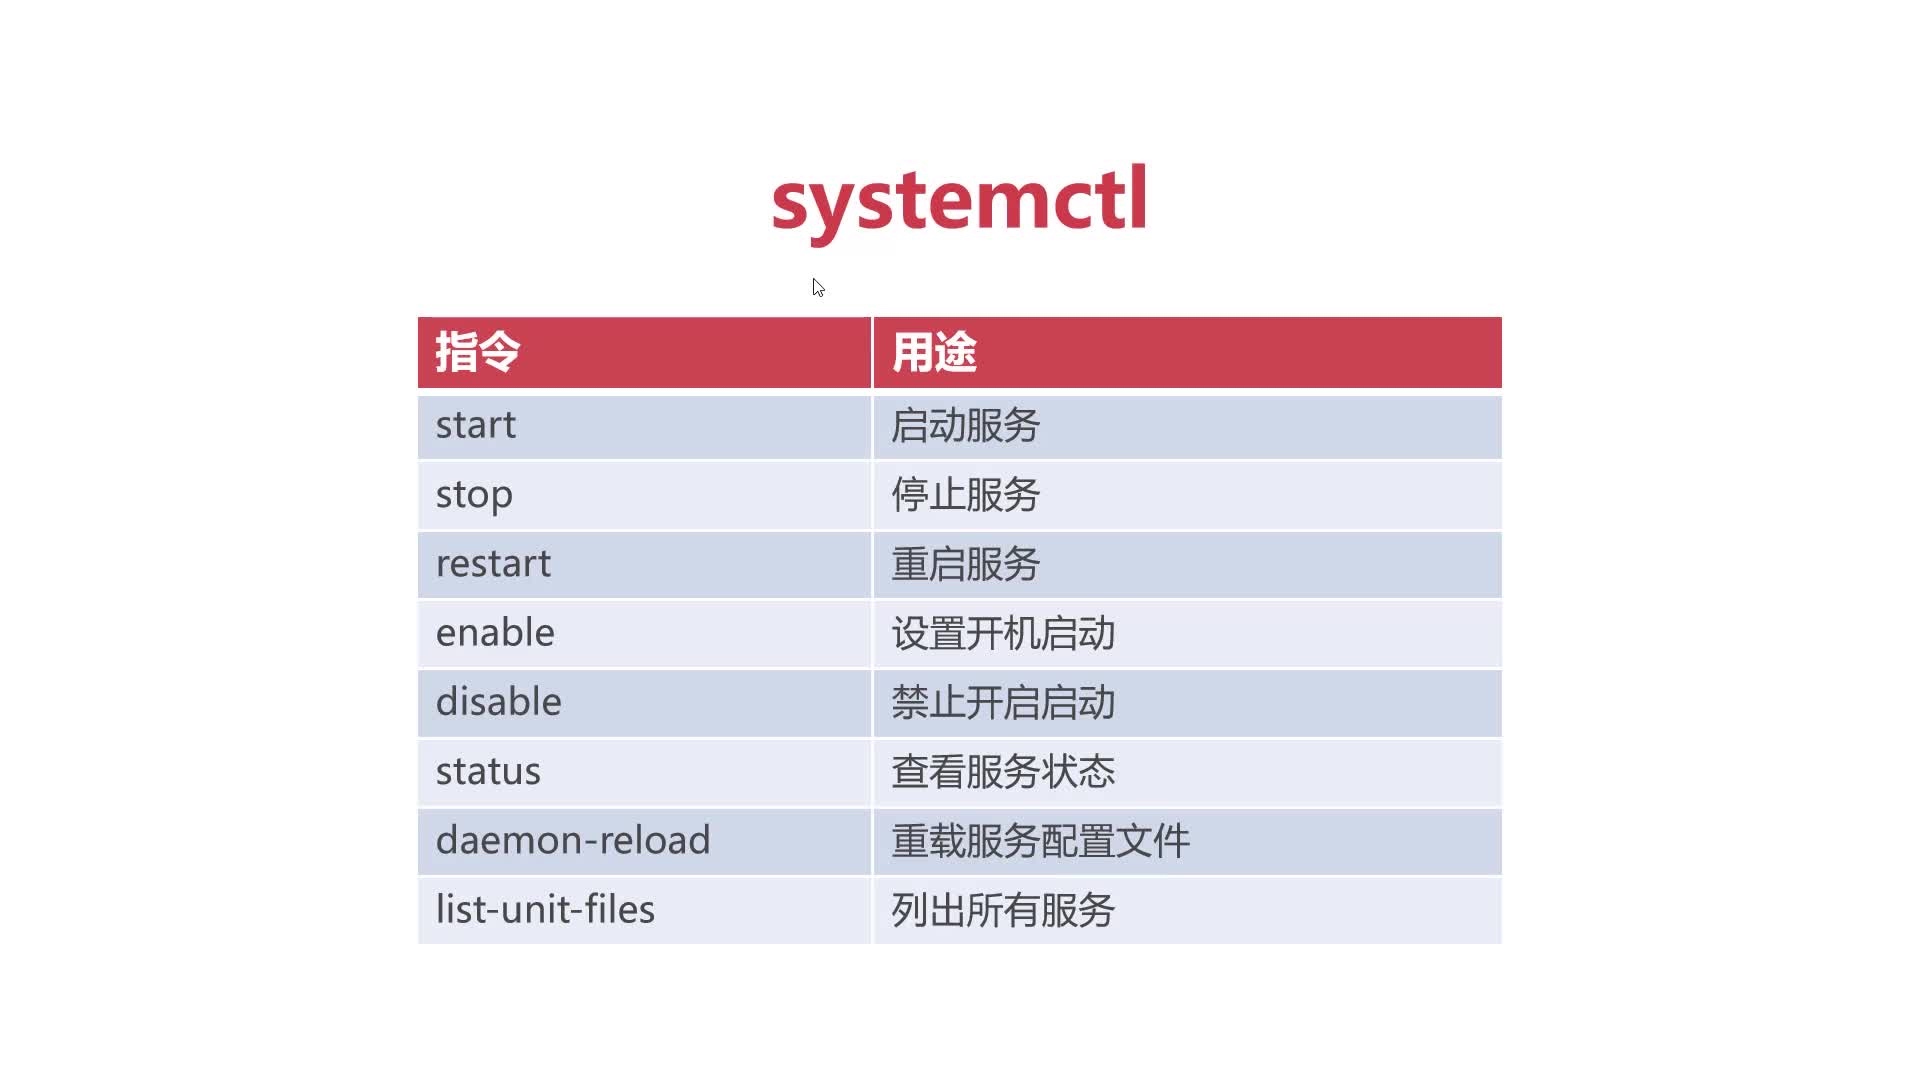 systemctl
指令 用途
start 启动服务
stop 停止服务
restart 重启服务
enable 设置开机启动
disable 禁止开启启动
status 查看服务状态
daemon-reload 重载服务配置文件
list-unit-files 列出所有服务